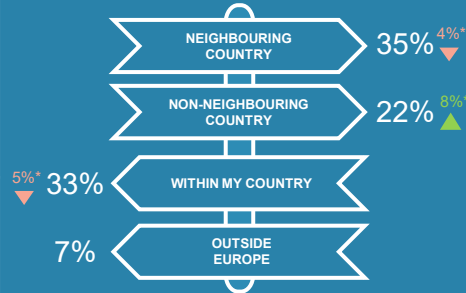 NEIGHBOURING
COUNTRY
35% 4%*
NON-NEIGHBOURING
COUNTRY
22% 8%*
5%* 33%
WITHIN MY COUNTRY
7%
OUTSIDE
EUROPE